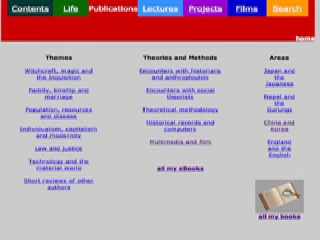 Contents Life Publications Lectures Projects Films Search
home
Themes
Witchcraft, magic and
the inquisition
Family, kinship and
marriage
Population, resources
and disease
Individualism, capitalism
and modernity
Law and justice
Technology and the
material world
Short reviews of other
authors
Theories and Methods
Encounters with historians
and anthroplogists
Encounters with social
theorists
Theoretical methodology
Historical records and
computers
Multimedia and film
all my eBooks
Areas
Japan and
the
Japanese
Nepal and
the
Gurungs
China and
Korea
England
and the
English
all my books